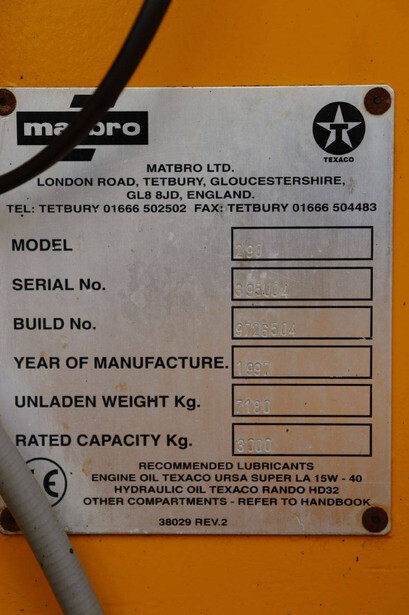 matbro
TEXACO
MATBRO LTD.
LONDON ROAD, TETBURY, GLOUCESTERSHIRE,
GL8 8JD, ENGLAND.
TEL: TETBURY 01666 502502 FAX: TETBURY 01666 504483
MODEL
SERIAL No.
BUILD No.
YEAR OF MANUFACTURE. 1997
UNLADEN WEIGHT Kg. 7180
RATED CAPACITY Kg. 3000
RECOMMENDED LUBRICANTS
ENGINE OIL TEXACO URSA SUPER LA 15W - 40
HYDRAULIC OIL TEXACO RANDO HD32
OTHER COMPARTMENTS - REFER TO HANDBOOK
38029 REV.2